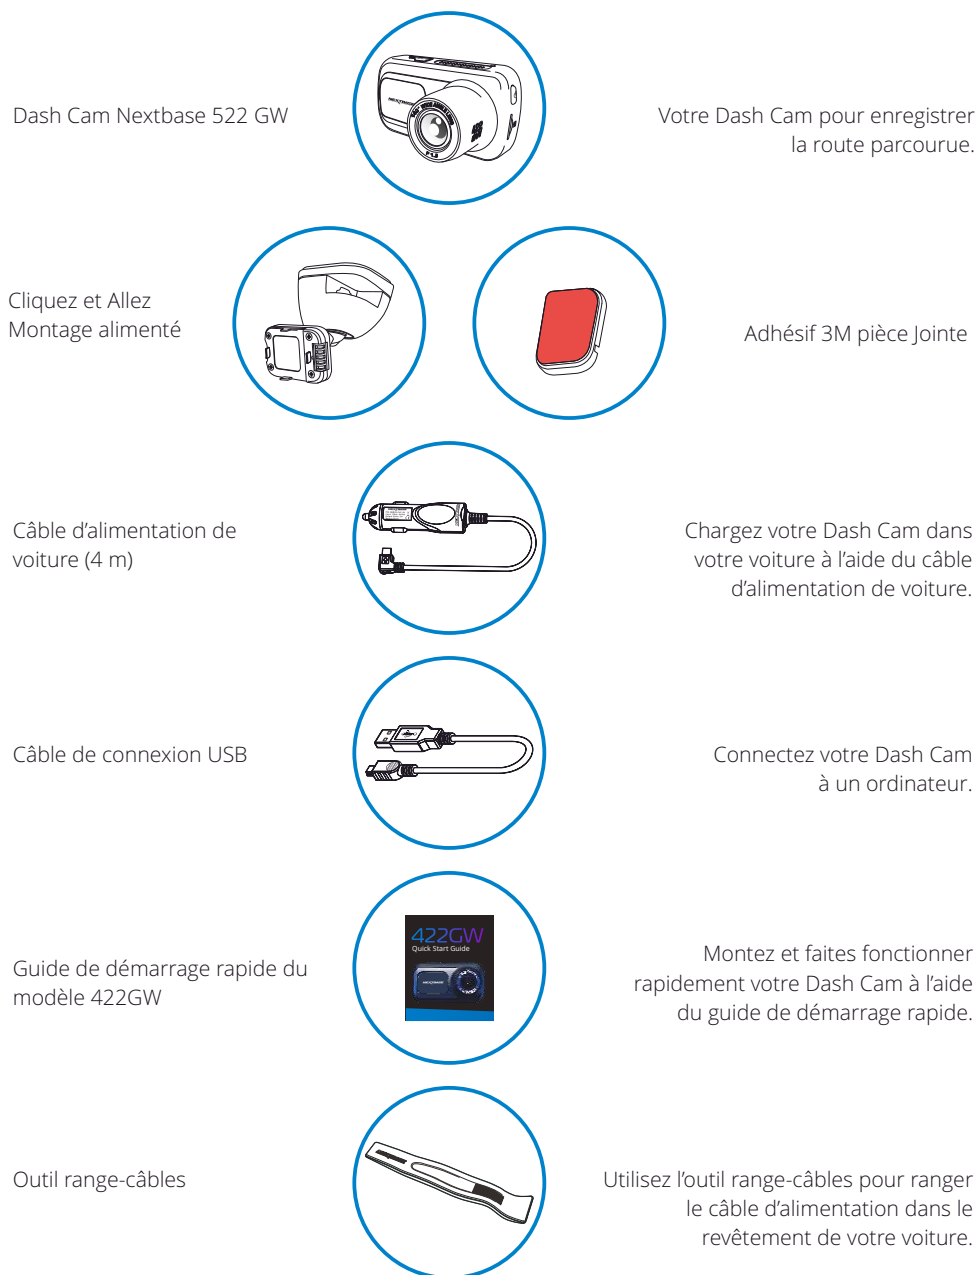 Dash Cam Nextbase 522 GW
Votre Dash Cam pour enregistrer
la route parcourue.
Cliquez et Allez
Montage alimenté
Adhésif 3M pièce Jointe
Câble d’alimentation de
voiture (4 m)
Chargez votre Dash Cam dans
votre voiture à l’aide du câble
d’alimentation de voiture.
Câble de connexion USB
Connectez votre Dash Cam
à un ordinateur.
Guide de démarrage rapide du
modèle 422GW
422GW
Quick Start Guide
Montez et faites fonctionner
rapidement votre Dash Cam à l’aide
du guide de démarrage rapide.
Outil range-câbles
Utilisez l’outil range-câbles pour ranger
le câble d’alimentation dans le
revêtement de votre voiture.